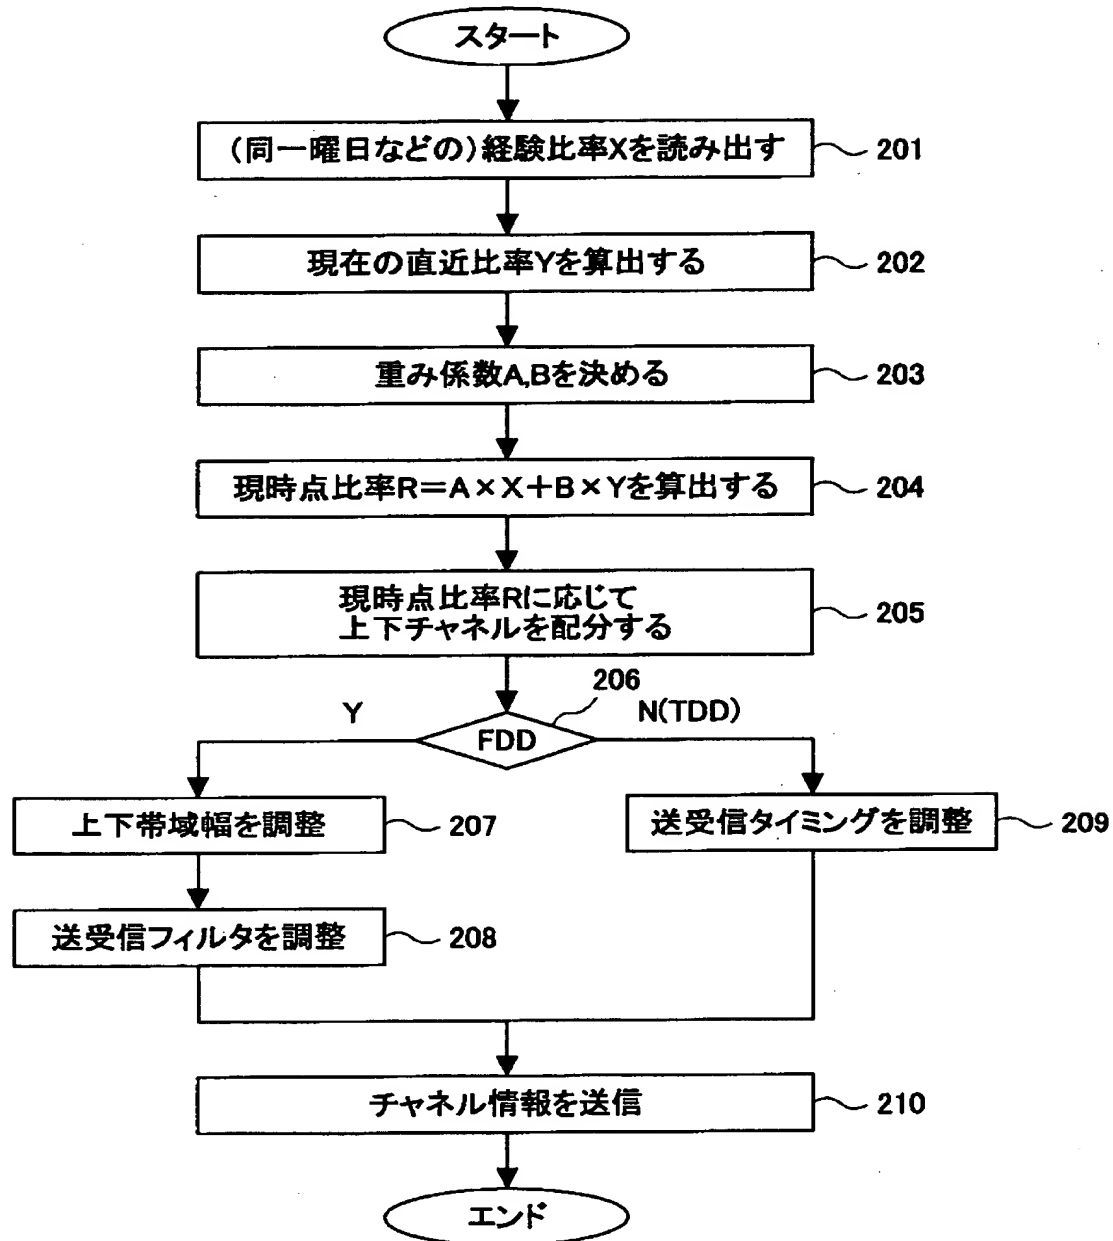 スタート
(同一曜日などの)経験比率Xを読み出す
201
現在の直近比率Yを算出する
202
重み係数A,Bを決める
203
現時点比率R=A×X+B×Yを算出する
204
現時点比率Rに応じて
上下チャネルを配分する
205
206
Y
FDD
N(TDD)
上下帯域幅を調整
207
送受信タイミングを調整
209
送受信フィルタを調整
208
チャネル情報を送信
210
エンド